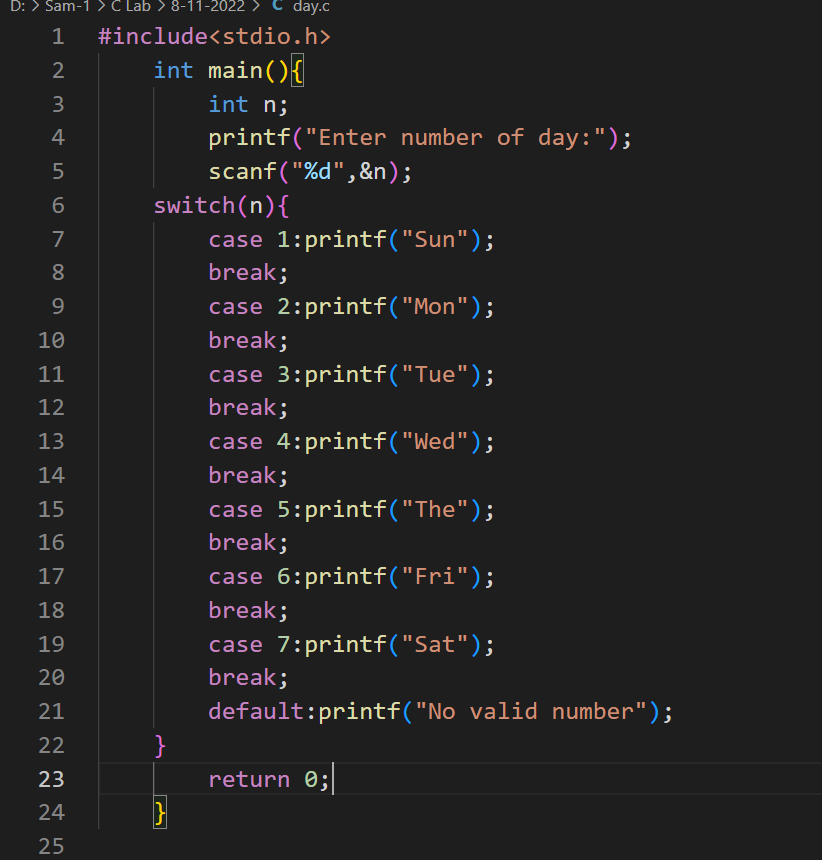 D: > Sam-1 > C Lab > 8-11-2022 > C day.c
1 #include<stdio.h>
2 int main(){
3 int n;
4 printf("Enter number of day:");
5 scanf("%d",&n);
6 switch(n){
7 case 1:printf("Sun");
8 break;
9 case 2:printf("Mon");
10 break;
11 case 3:printf("Tue");
12 break;
13 case 4:printf("Wed");
14 break;
15 case 5:printf("The");
16 break;
17 case 6:printf("Fri");
18 break;
19 case 7:printf("Sat");
20 break;
21 default:printf("No valid number");
22 }
23 return 0;
24 }
25